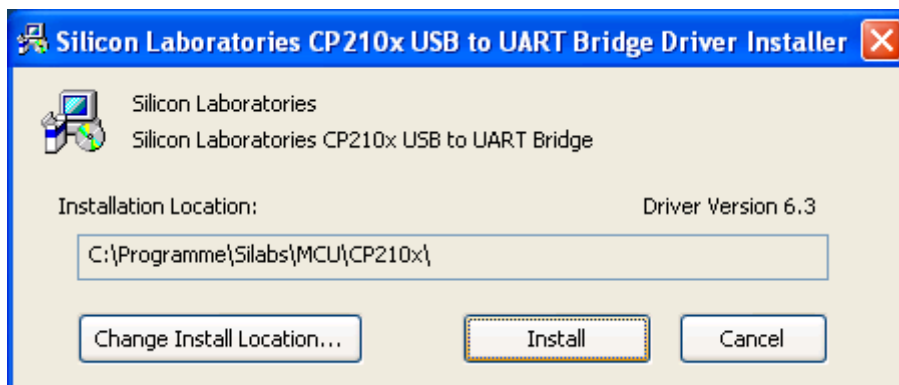 Silicon Laboratories CP210x USB to UART Bridge Driver Installer
Silicon Laboratories
Silicon Laboratories CP210x USB to UART Bridge
Installation Location:
Driver Version 6.3
C:\Programme\Silabs\MCU\CP210x\
Change Install Location...
Install
Cancel